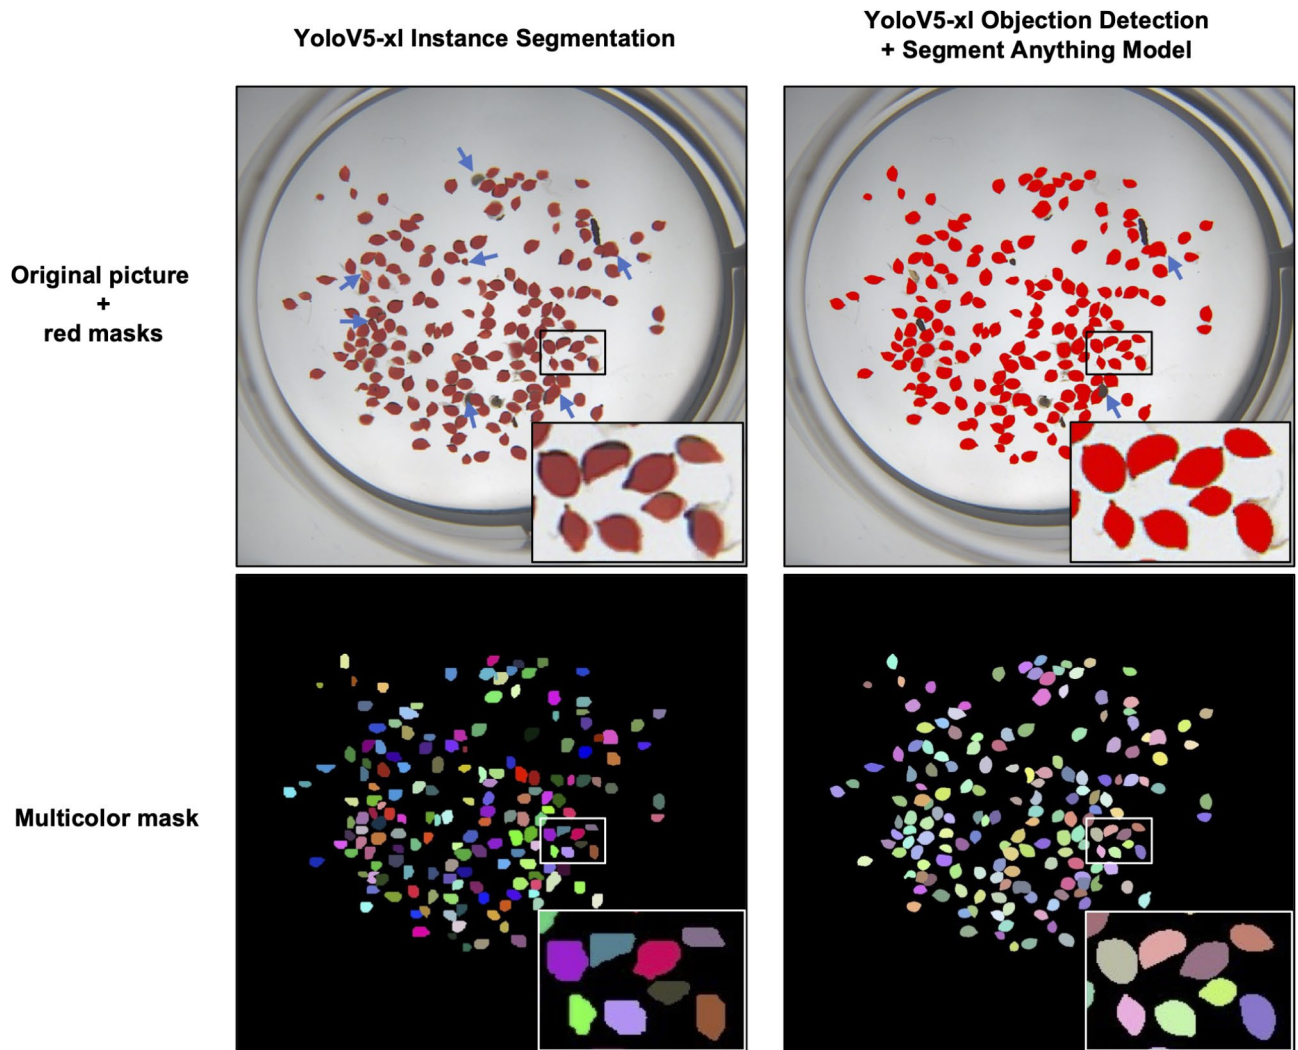 YoloV5-xl Instance Segmentation
YoloV5-xl Objection Detection
+ Segment Anything Model
Original picture
+
red masks
Multicolor mask